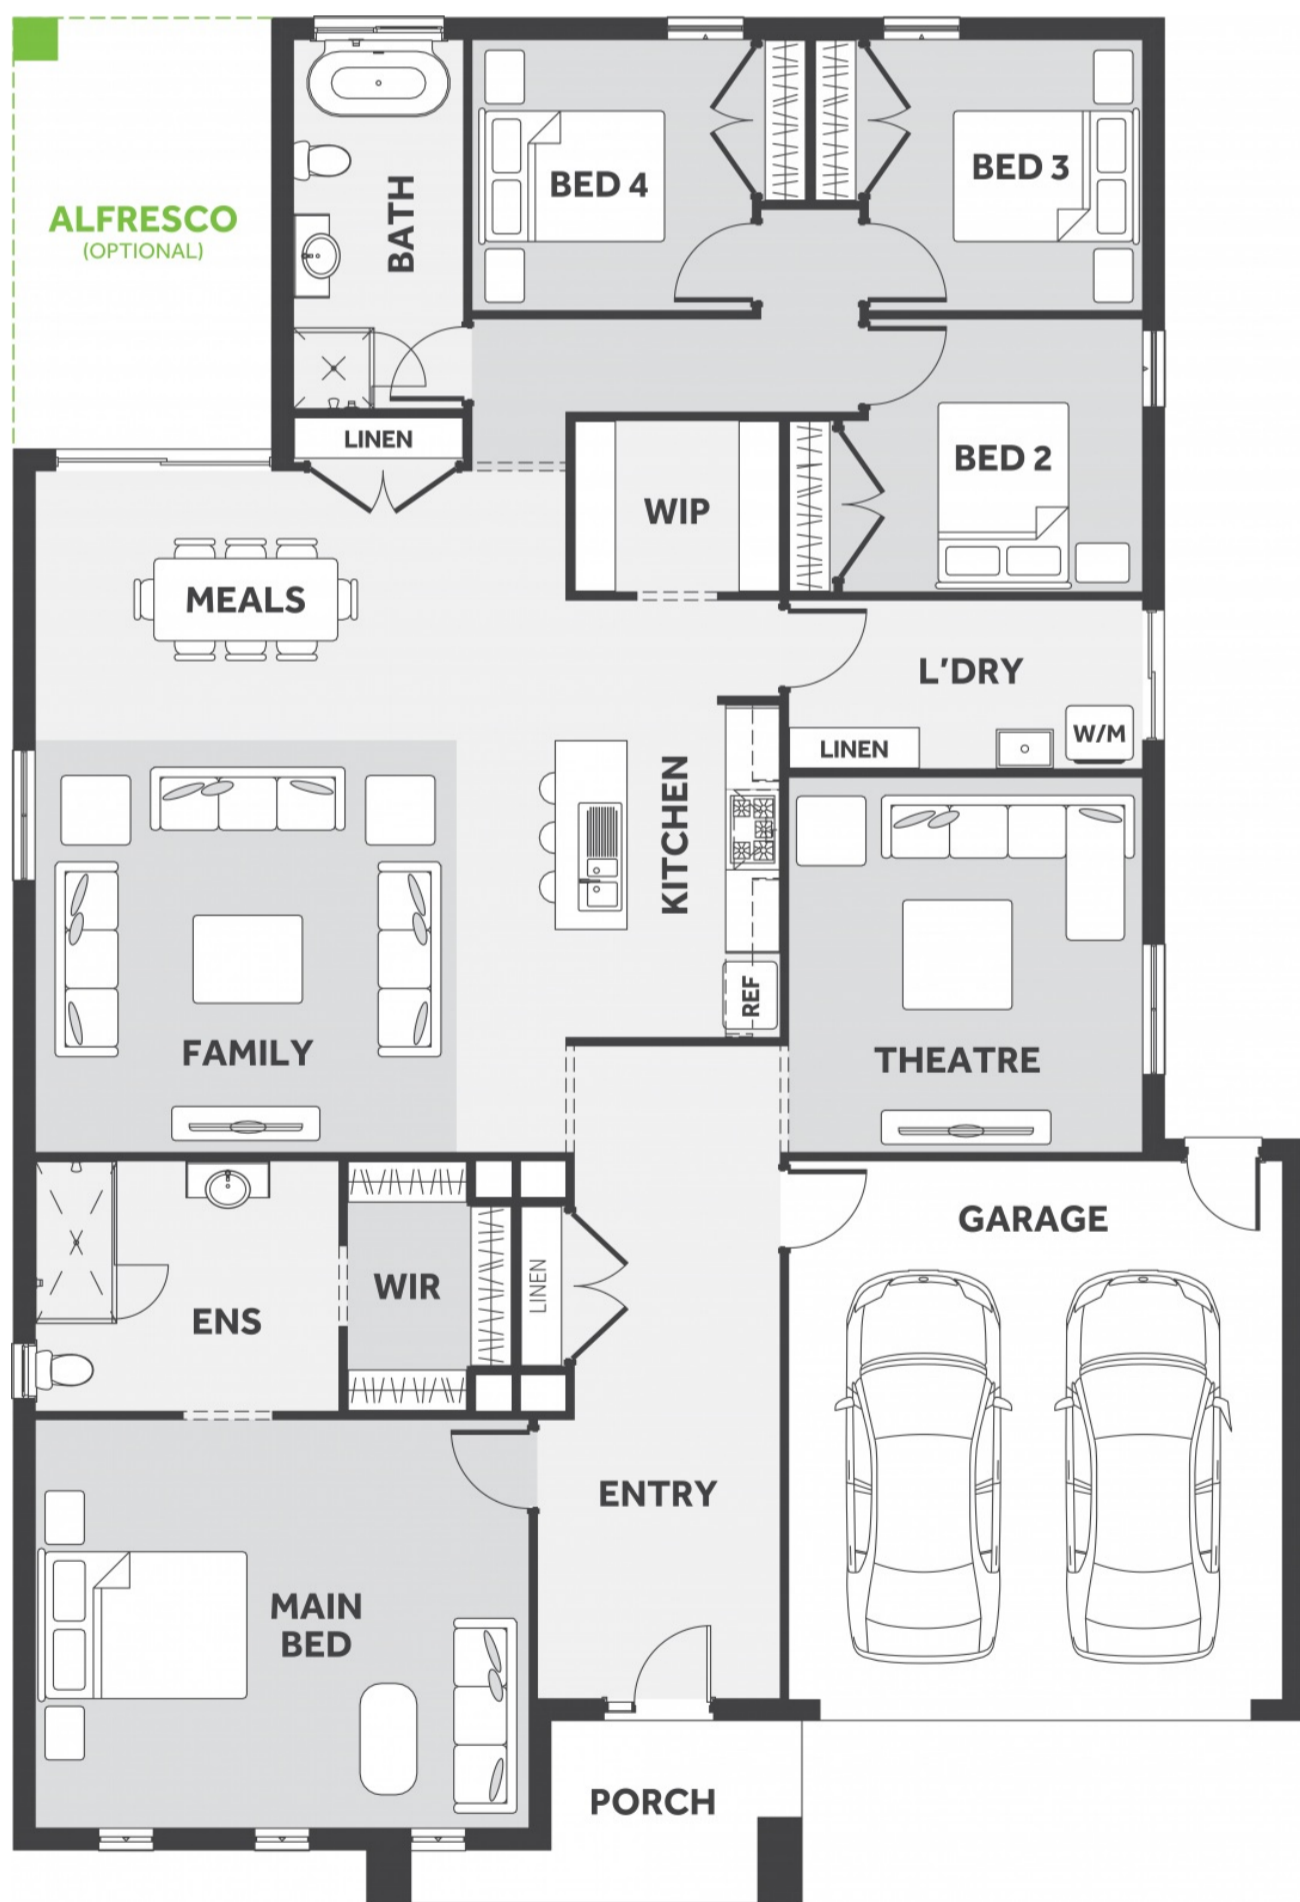 ALFRESCO
(OPTIONAL)
BATH
BED 4
BED 3
LINEN
WIP
BED 2
MEALS
L'DRY
LINEN
W/M
KITCHEN
REF
FAMILY
THEATRE
ENS
WIR
LINEN
GARAGE
ENTRY
MAIN
BED
PORCH